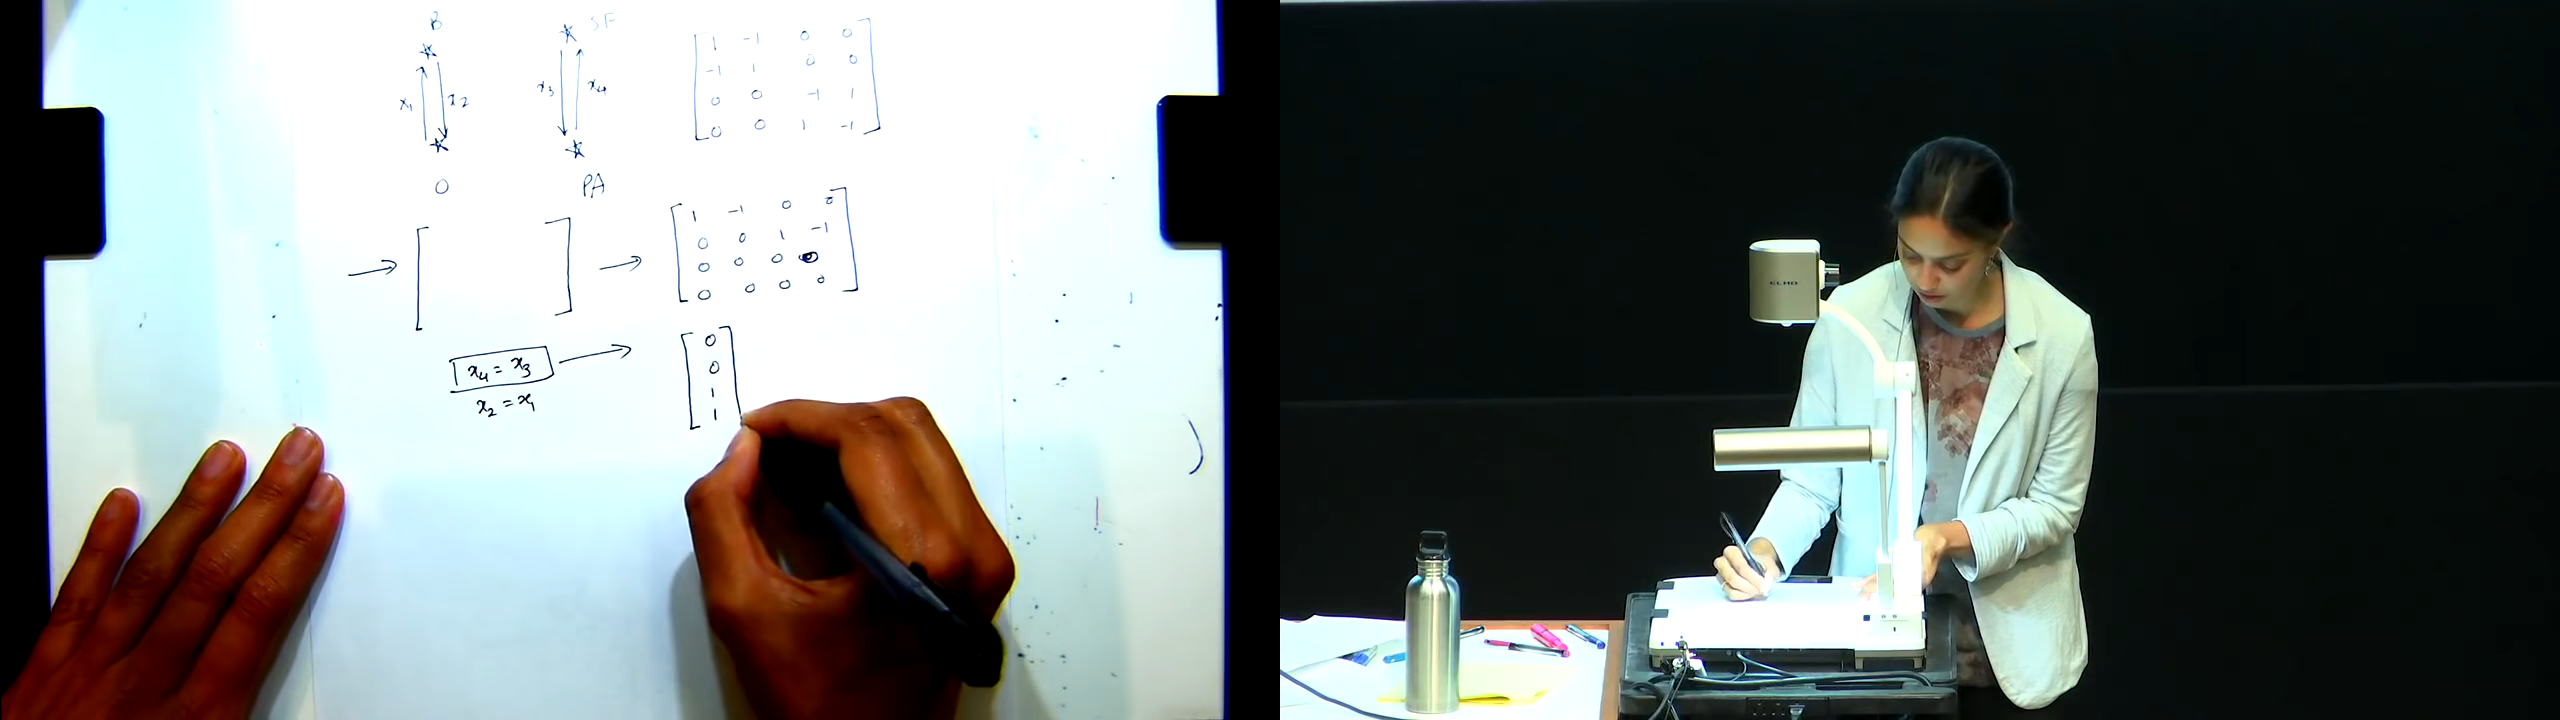 B SF
x₁ x₂ x₃ x₄
O PA
1 -1 0 0
-1 1 0 0
0 0 -1 1
0 0 1 -1
→ [ ] →
1 -1 0 0
0 0 1 -1
0 0 0 0
0 0 0 0
x₄ = x₃ →
x₂ = x₁
0
0
1
1
ELMO